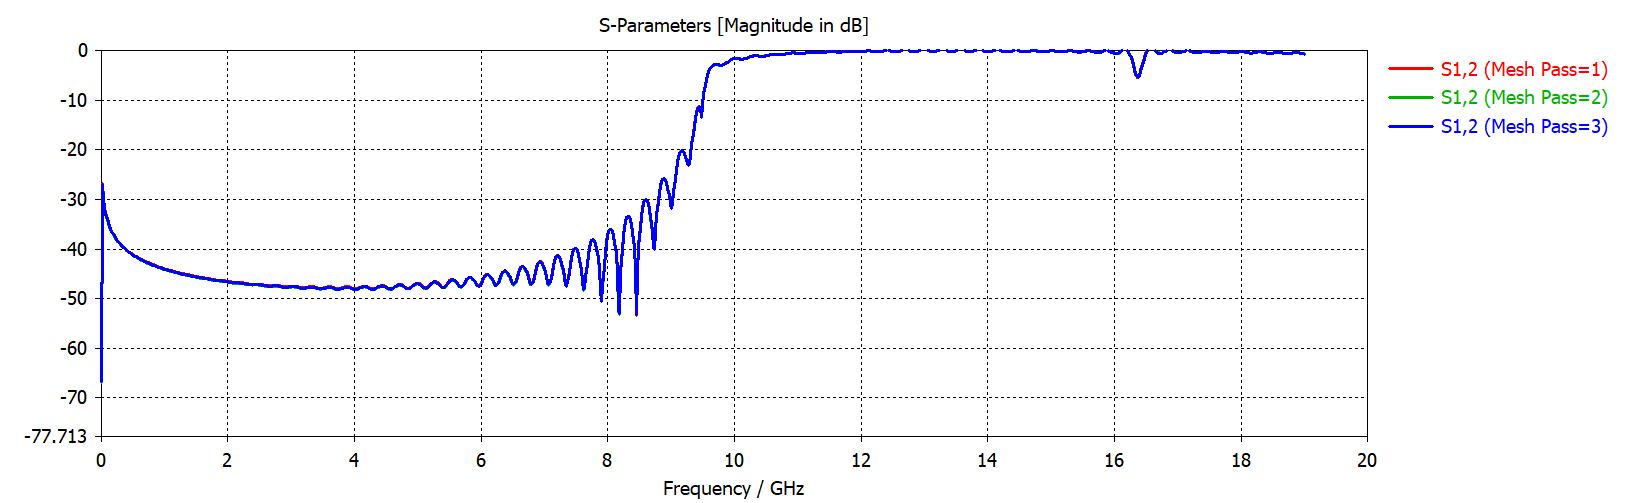 S-Parameters [Magnitude in dB]
0
-10
-20
-30
-40
-50
-60
-70
-77.713
0 2 4 6 8 10 12 14 16 18 20
Frequency / GHz
S1,2 (Mesh Pass=1)
S1,2 (Mesh Pass=2)
S1,2 (Mesh Pass=3)